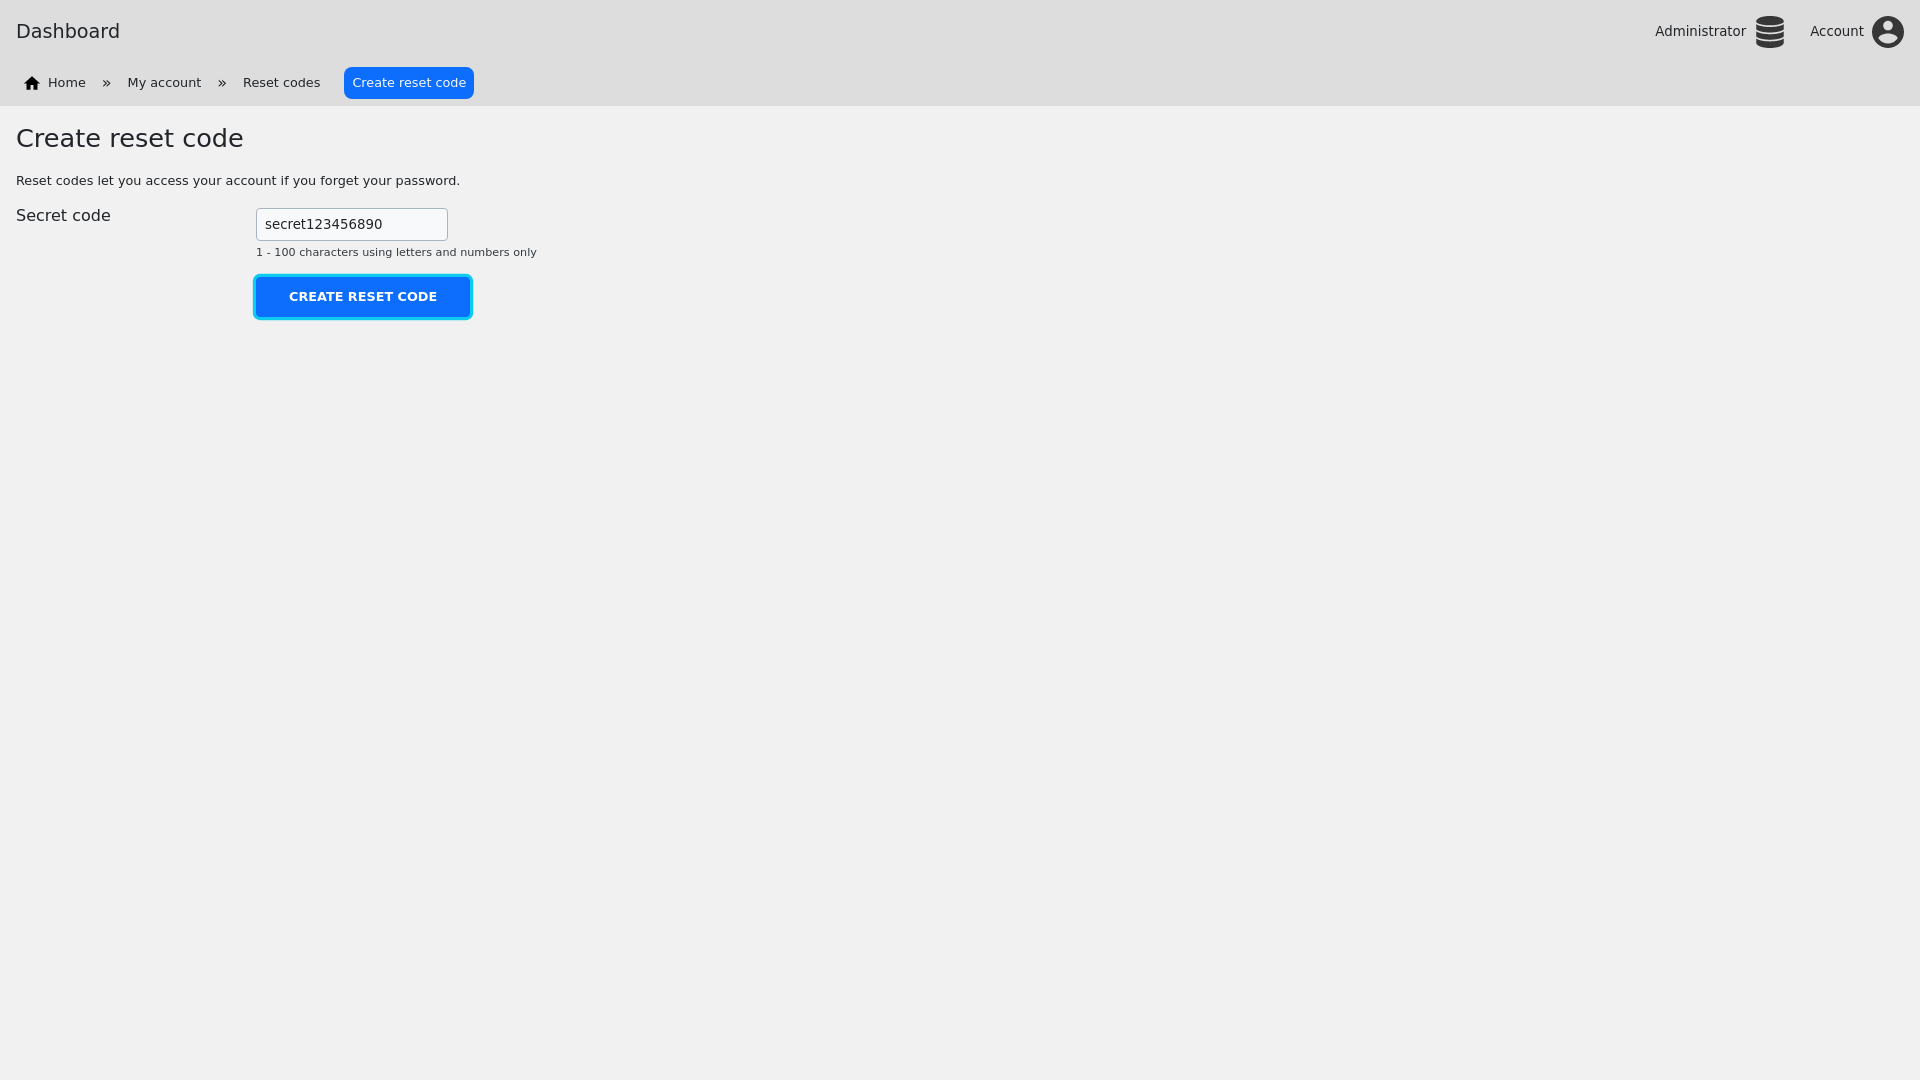 Dashboard
Administrator
Account
Home » My account » Reset codes Create reset code
Create reset code
Reset codes let you access your account if you forget your password.
Secret code
secret123456890
1 - 100 characters using letters and numbers only
CREATE RESET CODE